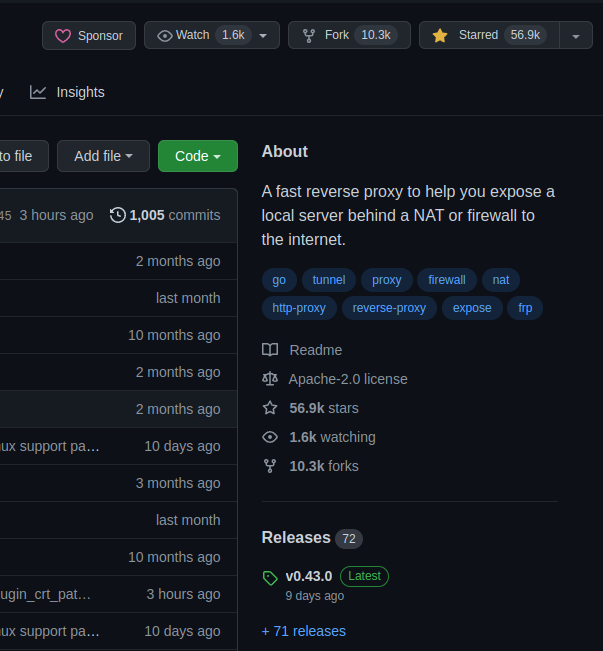 Sponsor Watch 1.6k Fork 10.3k Starred 56.9k
y Insights
to file Add file Code
About
A fast reverse proxy to help you expose a
local server behind a NAT or firewall to
the internet.
go tunnel proxy firewall nat
http-proxy reverse-proxy expose frp
Readme
Apache-2.0 license
56.9k stars
1.6k watching
10.3k forks
Releases 72
v0.43.0 Latest
9 days ago
+ 71 releases
45 3 hours ago 1,005 commits
2 months ago
last month
10 months ago
2 months ago
2 months ago
nux support pa... 10 days ago
3 months ago
last month
10 months ago
lugin_crt_pat... 3 hours ago
nux support pa... 10 days ago